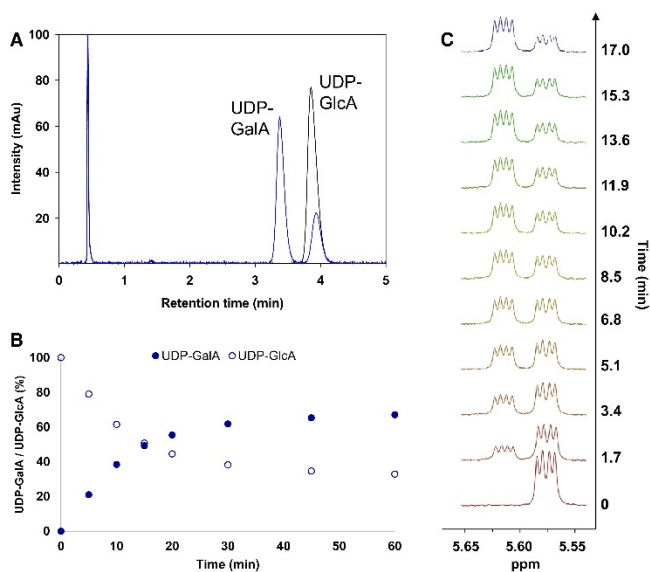 A
Intensity (mAu)
100
80
60
40
20
UDP-
GalA
UDP-
GlcA
0 1 2 3 4 5
Retention time (min)
B
UDP-GalA / UDP-GlcA (%)
100
80
60
40
20
0
UDP-GalA UDP-GlcA
0 10 20 30 40 50 60
Time (min)
C
17.0
15.3
13.6
11.9
10.2
8.5
6.8
5.1
3.4
1.7
0
Time (min)
5.65 5.60 5.55
ppm